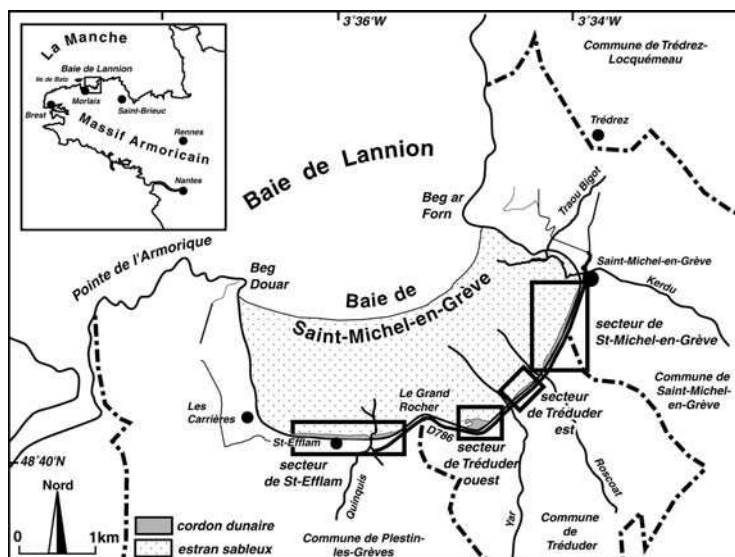 3°36'W
3°34'W
La Manche
Baie de Lannion
Ile de Batz
Morlaix
Saint-Brieuc
Brest
Massif Armoricain
Rennes
Nantes
Commune de Trédrez-
Locquémeau
Trédrez
Baie de Lannion
Beg ar
Forn
Traou Bigot
Pointe de l'Armorique
Beg
Douar
Saint-Michel-en-Grève
Kerdu
Baie de
Saint-Michel-en-Grève
secteur de
St-Michel-en-Grève
Commune de
Saint-Michel
-en-Grève
Les
Carrières
Le Grand
Rocher
secteur
de Tréduder
est
D786
St-Efflam
secteur
de St-Efflam
secteur
de Tréduder
ouest
48°40'N
Nord
Quinquis
Yar
Roscoat
0
1km
cordon dunaire
estran sableux
Commune de Plestin-
les-Grèves
Commune
de
Tréduder